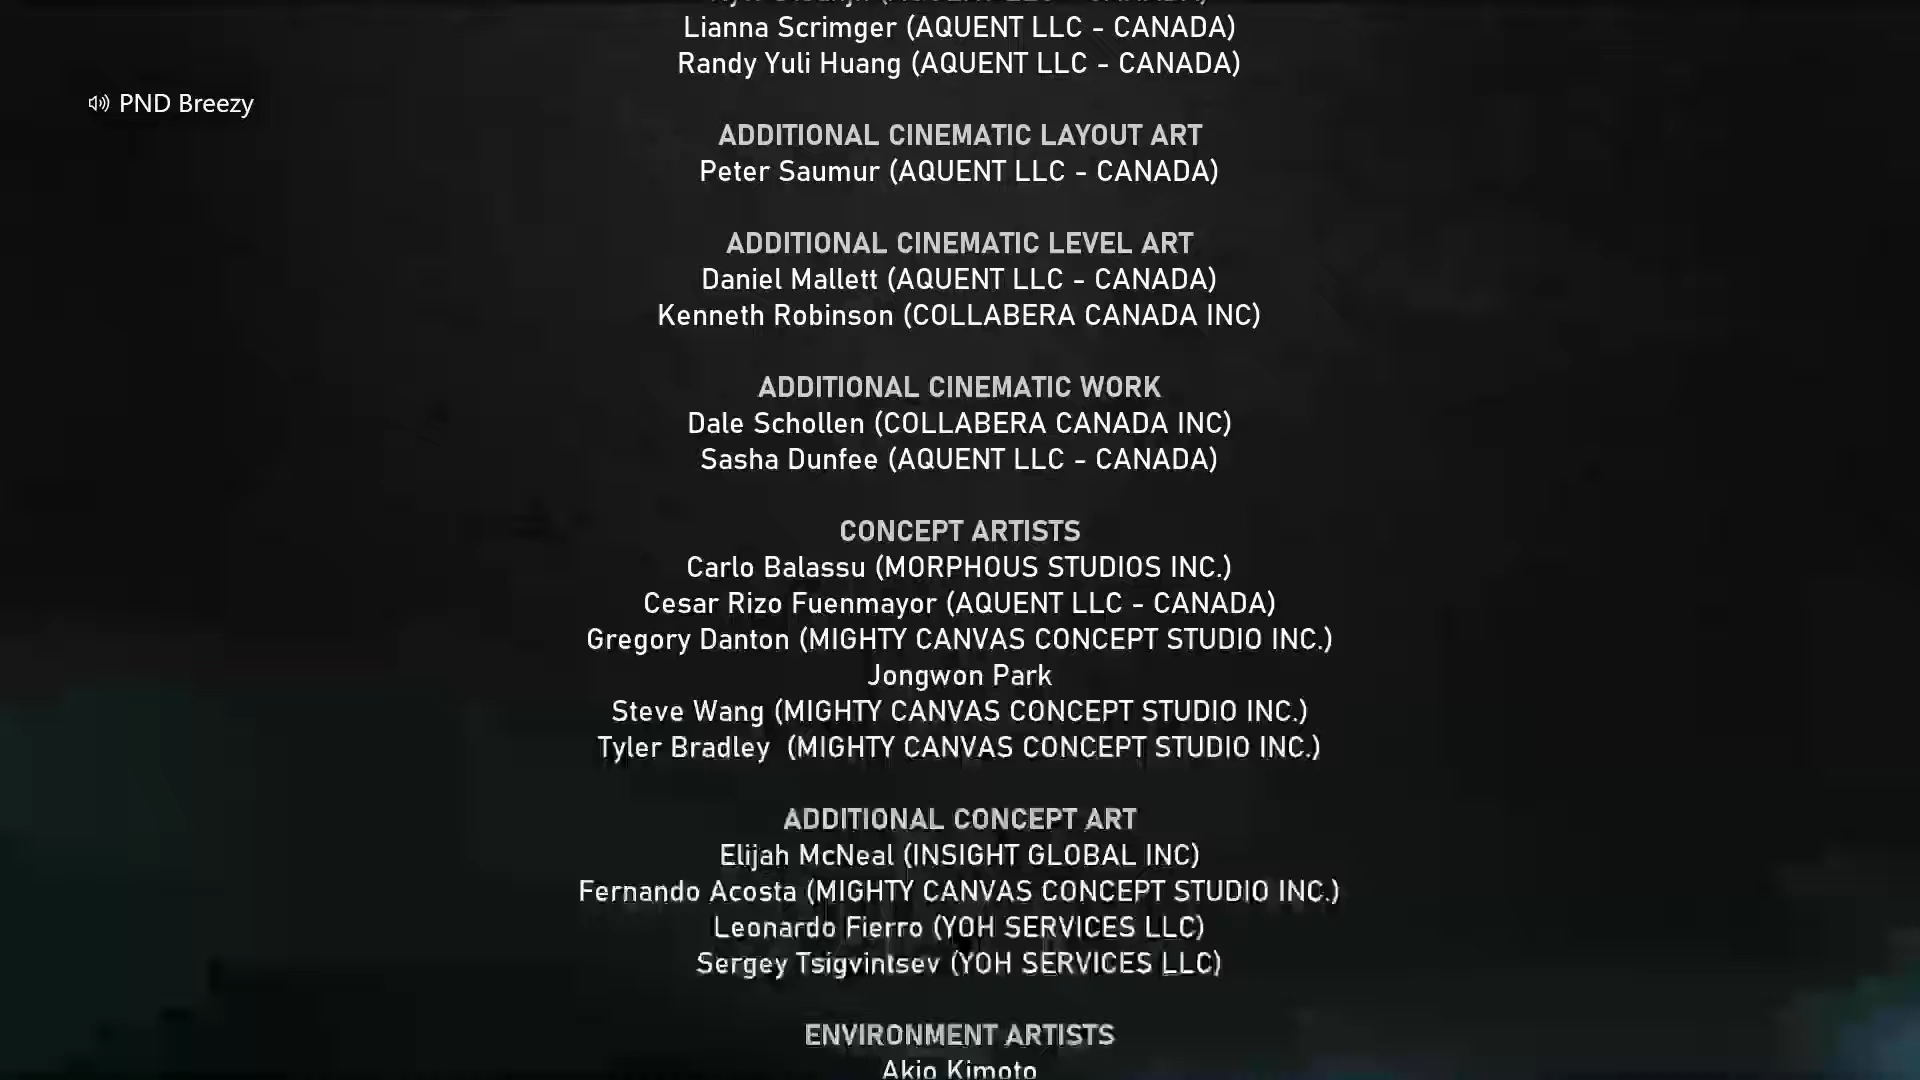 Lianna Scrimger (AQUENT LLC - CANADA)
Randy Yuli Huang (AQUENT LLC - CANADA)
PND Breezy
ADDITIONAL CINEMATIC LAYOUT ART
Peter Saumur (AQUENT LLC - CANADA)
ADDITIONAL CINEMATIC LEVEL ART
Daniel Mallett (AQUENT LLC - CANADA)
Kenneth Robinson (COLLABERA CANADA INC)
ADDITIONAL CINEMATIC WORK
Dale Schollen (COLLABERA CANADA INC)
Sasha Dunfee (AQUENT LLC - CANADA)
CONCEPT ARTISTS
Carlo Balassu (MORPHOUS STUDIOS INC.)
Cesar Rizo Fuenmayor (AQUENT LLC - CANADA)
Gregory Danton (MIGHTY CANVAS CONCEPT STUDIO INC.)
Jongwon Park
Steve Wang (MIGHTY CANVAS CONCEPT STUDIO INC.)
Tyler Bradley (MIGHTY CANVAS CONCEPT STUDIO INC.)
ADDITIONAL CONCEPT ART
Elijah McNeal (INSIGHT GLOBAL INC)
Fernando Acosta (MIGHTY CANVAS CONCEPT STUDIO INC.)
Leonardo Fierro (YOH SERVICES LLC)
Sergey Tsigvintsev (YOH SERVICES LLC)
ENVIRONMENT ARTISTS
Akio Kimoto